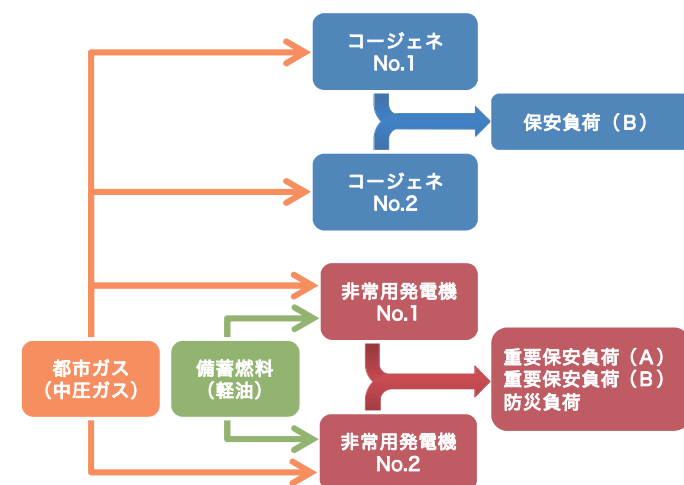 コージェネ
No.1
保安負荷（B）
コージェネ
No.2
非常用発電機
No.1
都市ガス
（中圧ガス）
備蓄燃料
（軽油）
重要保安負荷（A）
重要保安負荷（B）
防災負荷
非常用発電機
No.2